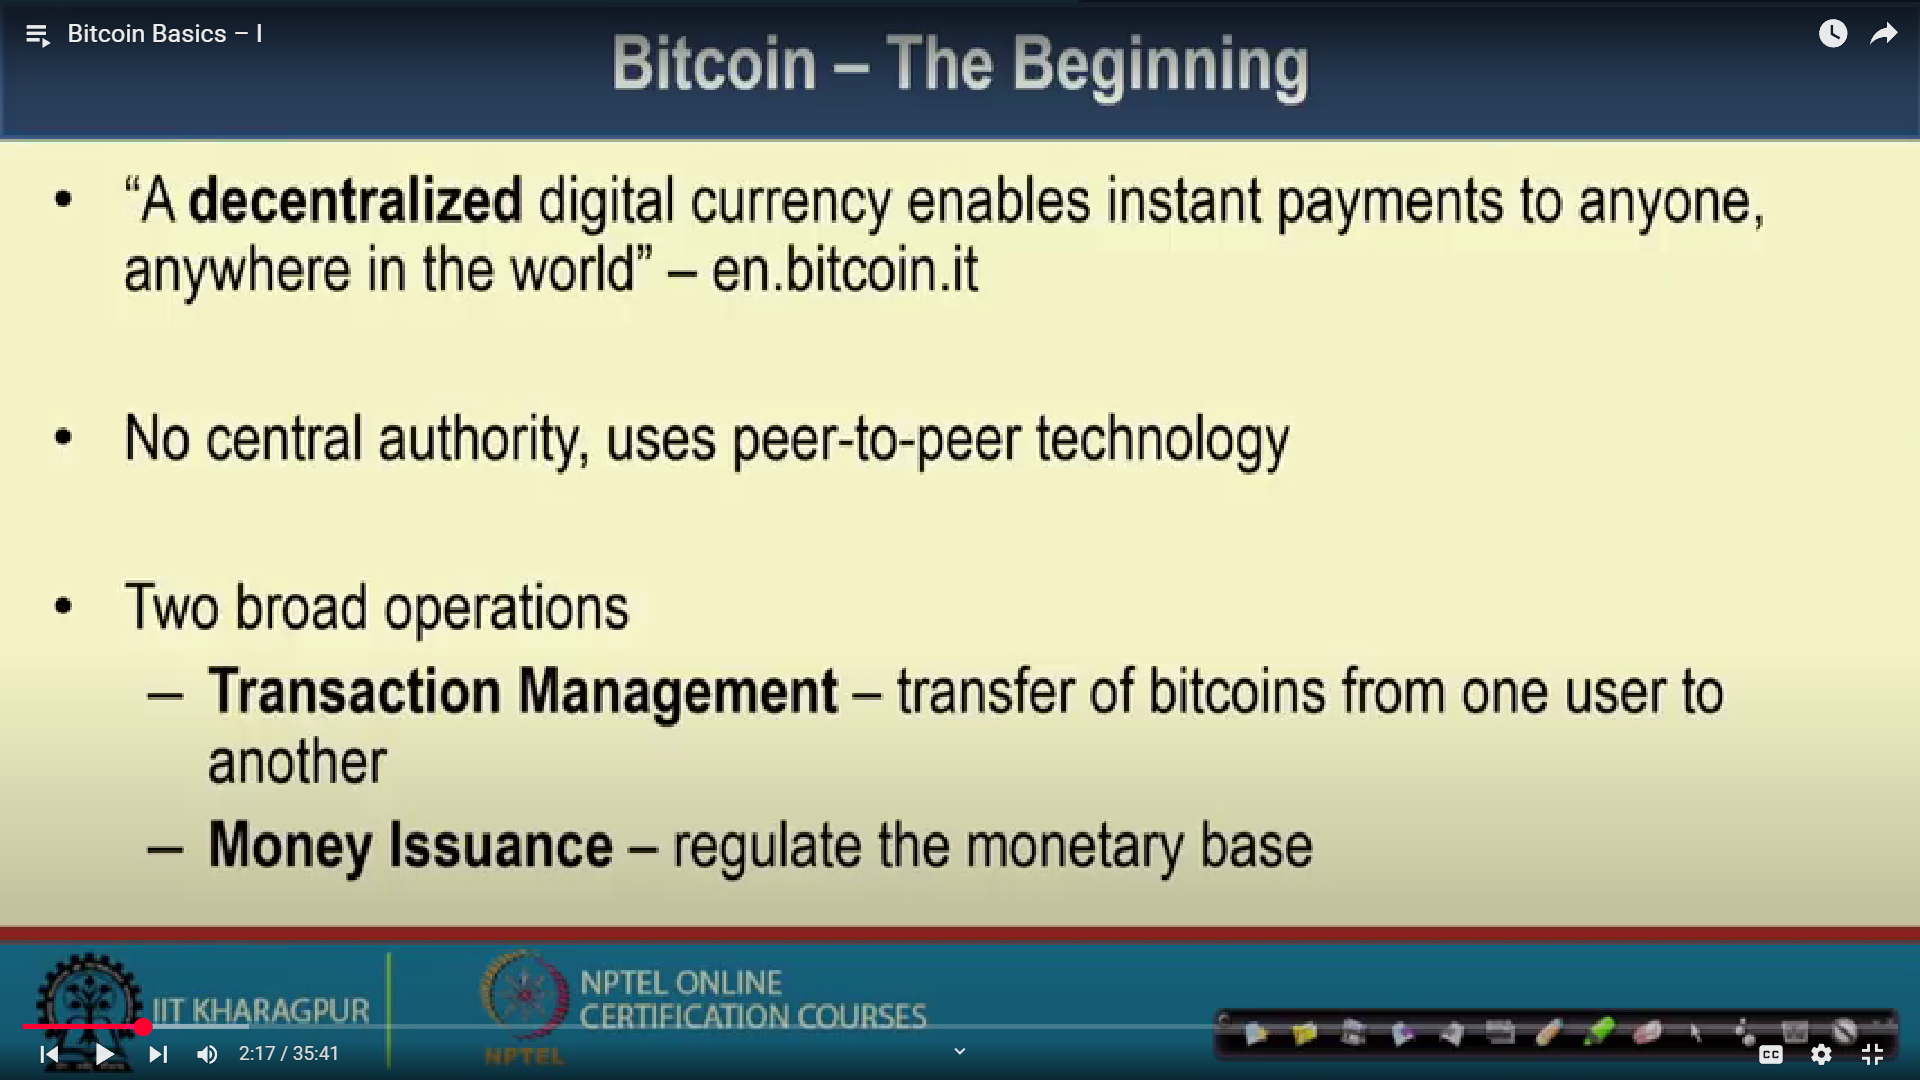 Bitcoin Basics – I
Bitcoin – The Beginning
• “A decentralized digital currency enables instant payments to anyone,
anywhere in the world” – en.bitcoin.it
• No central authority, uses peer-to-peer technology
• Two broad operations
– Transaction Management – transfer of bitcoins from one user to
another
– Money Issuance – regulate the monetary base
IIT KHARAGPUR
NPTEL
NPTEL ONLINE
CERTIFICATION COURSES
2:17 / 35:41
CC